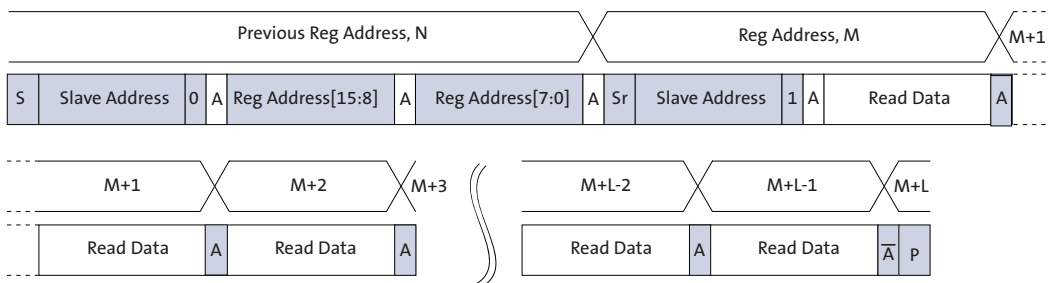 Previous Reg Address, N Reg Address, M M+1
S Slave Address 0 A Reg Address[15:8] A Reg Address[7:0] A Sr Slave Address 1 A Read Data A
M+1 M+2 M+3 M+L-2 M+L-1 M+L
Read Data A Read Data A Read Data A Read Data A̅ P